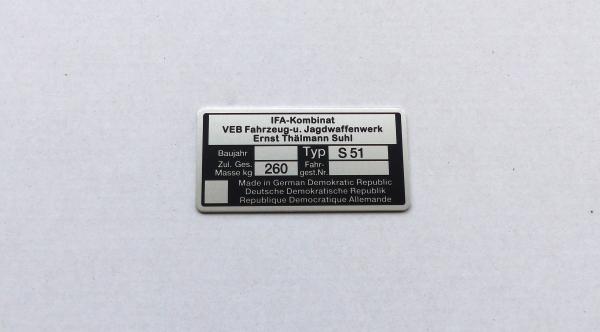 IFA-Kombinat
VEB Fahrzeug-u. Jagdwaffenwerk
Ernst Thälmann Suhl
Baujahr Typ S 51
Zul. Ges. Masse kg 260 Fahr-gest.Nr.
Made in German Democratic Republic
Deutsche Demokratische Republik
Republique Democratique Allemande